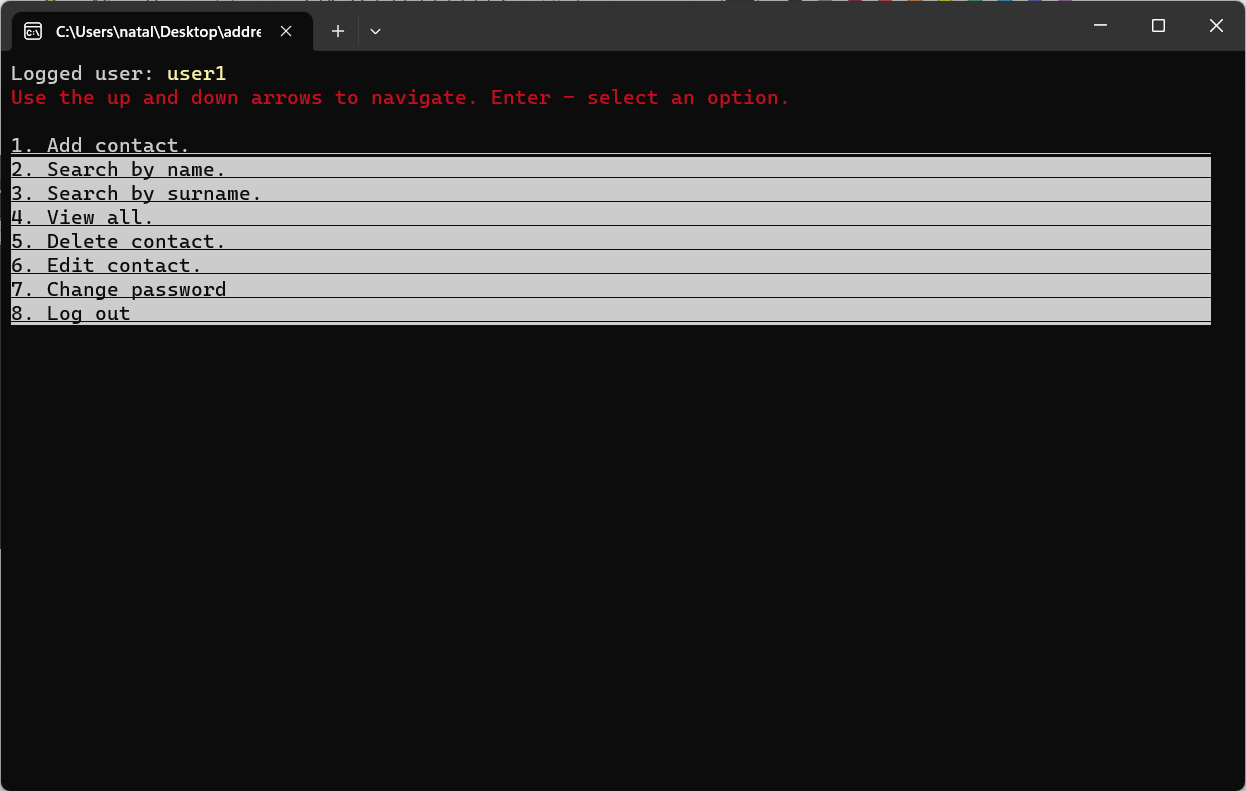 C:\Users\natal\Desktop\addre
Logged user: user1
Use the up and down arrows to navigate. Enter - select an option.
1. Add contact.
2. Search by name.
3. Search by surname.
4. View all.
5. Delete contact.
6. Edit contact.
7. Change password
8. Log out